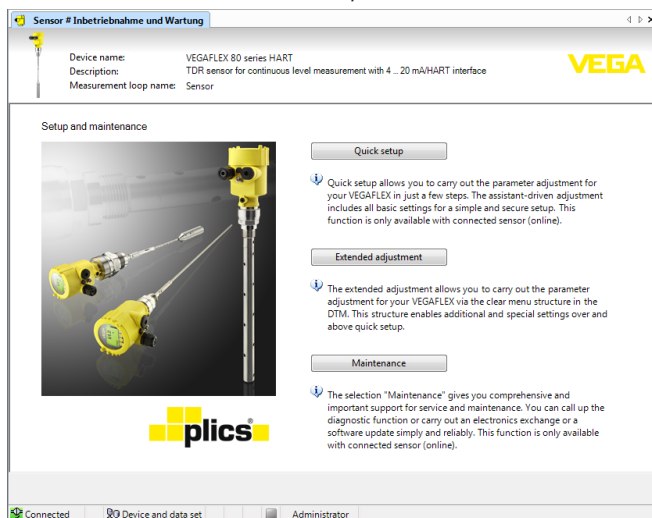 Sensor # Inbetriebnahme und Wartung
Device name: VEGAFLEX 80 series HART
Description: TDR sensor for continuous level measurement with 4 .. 20 mA/HART interface
Measurement loop name: Sensor
VEGA
Setup and maintenance
Quick setup
Quick setup allows you to carry out the parameter adjustment for
your VEGAFLEX in just a few steps. The assistant-driven adjustment
includes all basic settings for a simple and secure setup. This
function is only available with connected sensor (online).
Extended adjustment
The extended adjustment allows you to carry out the parameter
adjustment for your VEGAFLEX via the clear menu structure in the
DTM. This structure enables additional and special settings over and
above quick setup.
Maintenance
The selection "Maintenance" gives you comprehensive and
important support for service and maintenance. You can call up the
diagnostic function or carry out an electronics exchange or a
software update simply and reliably. This function is only available
with connected sensor (online).
plics®
Connected Device and data set Administrator